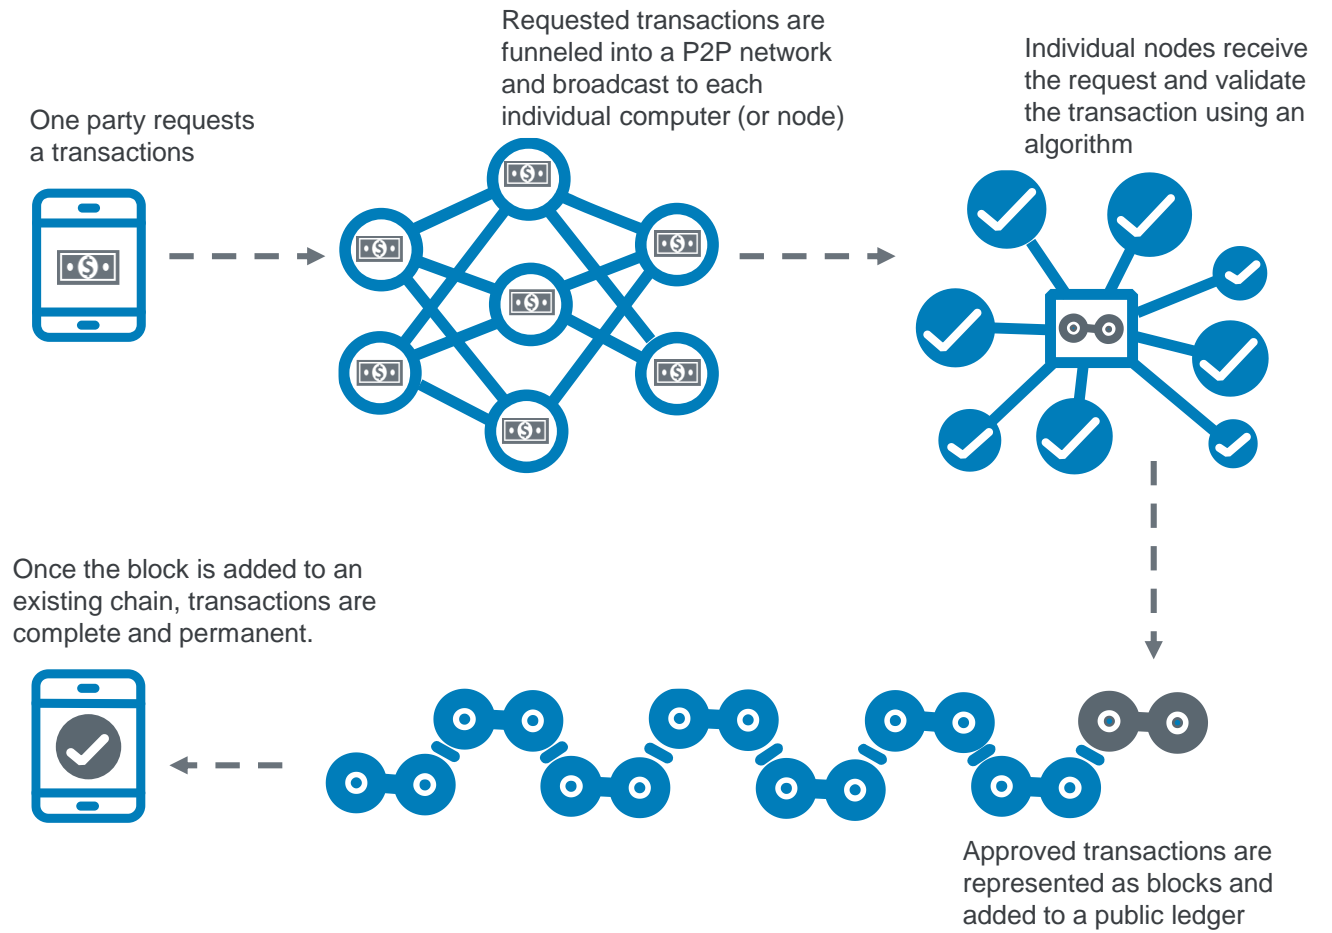 One party requests
a transactions
Requested transactions are
funneled into a P2P network
and broadcast to each
individual computer (or node)
Individual nodes receive
the request and validate
the transaction using an
algorithm
Approved transactions are
represented as blocks and
added to a public ledger
Once the block is added to an
existing chain, transactions are
complete and permanent.